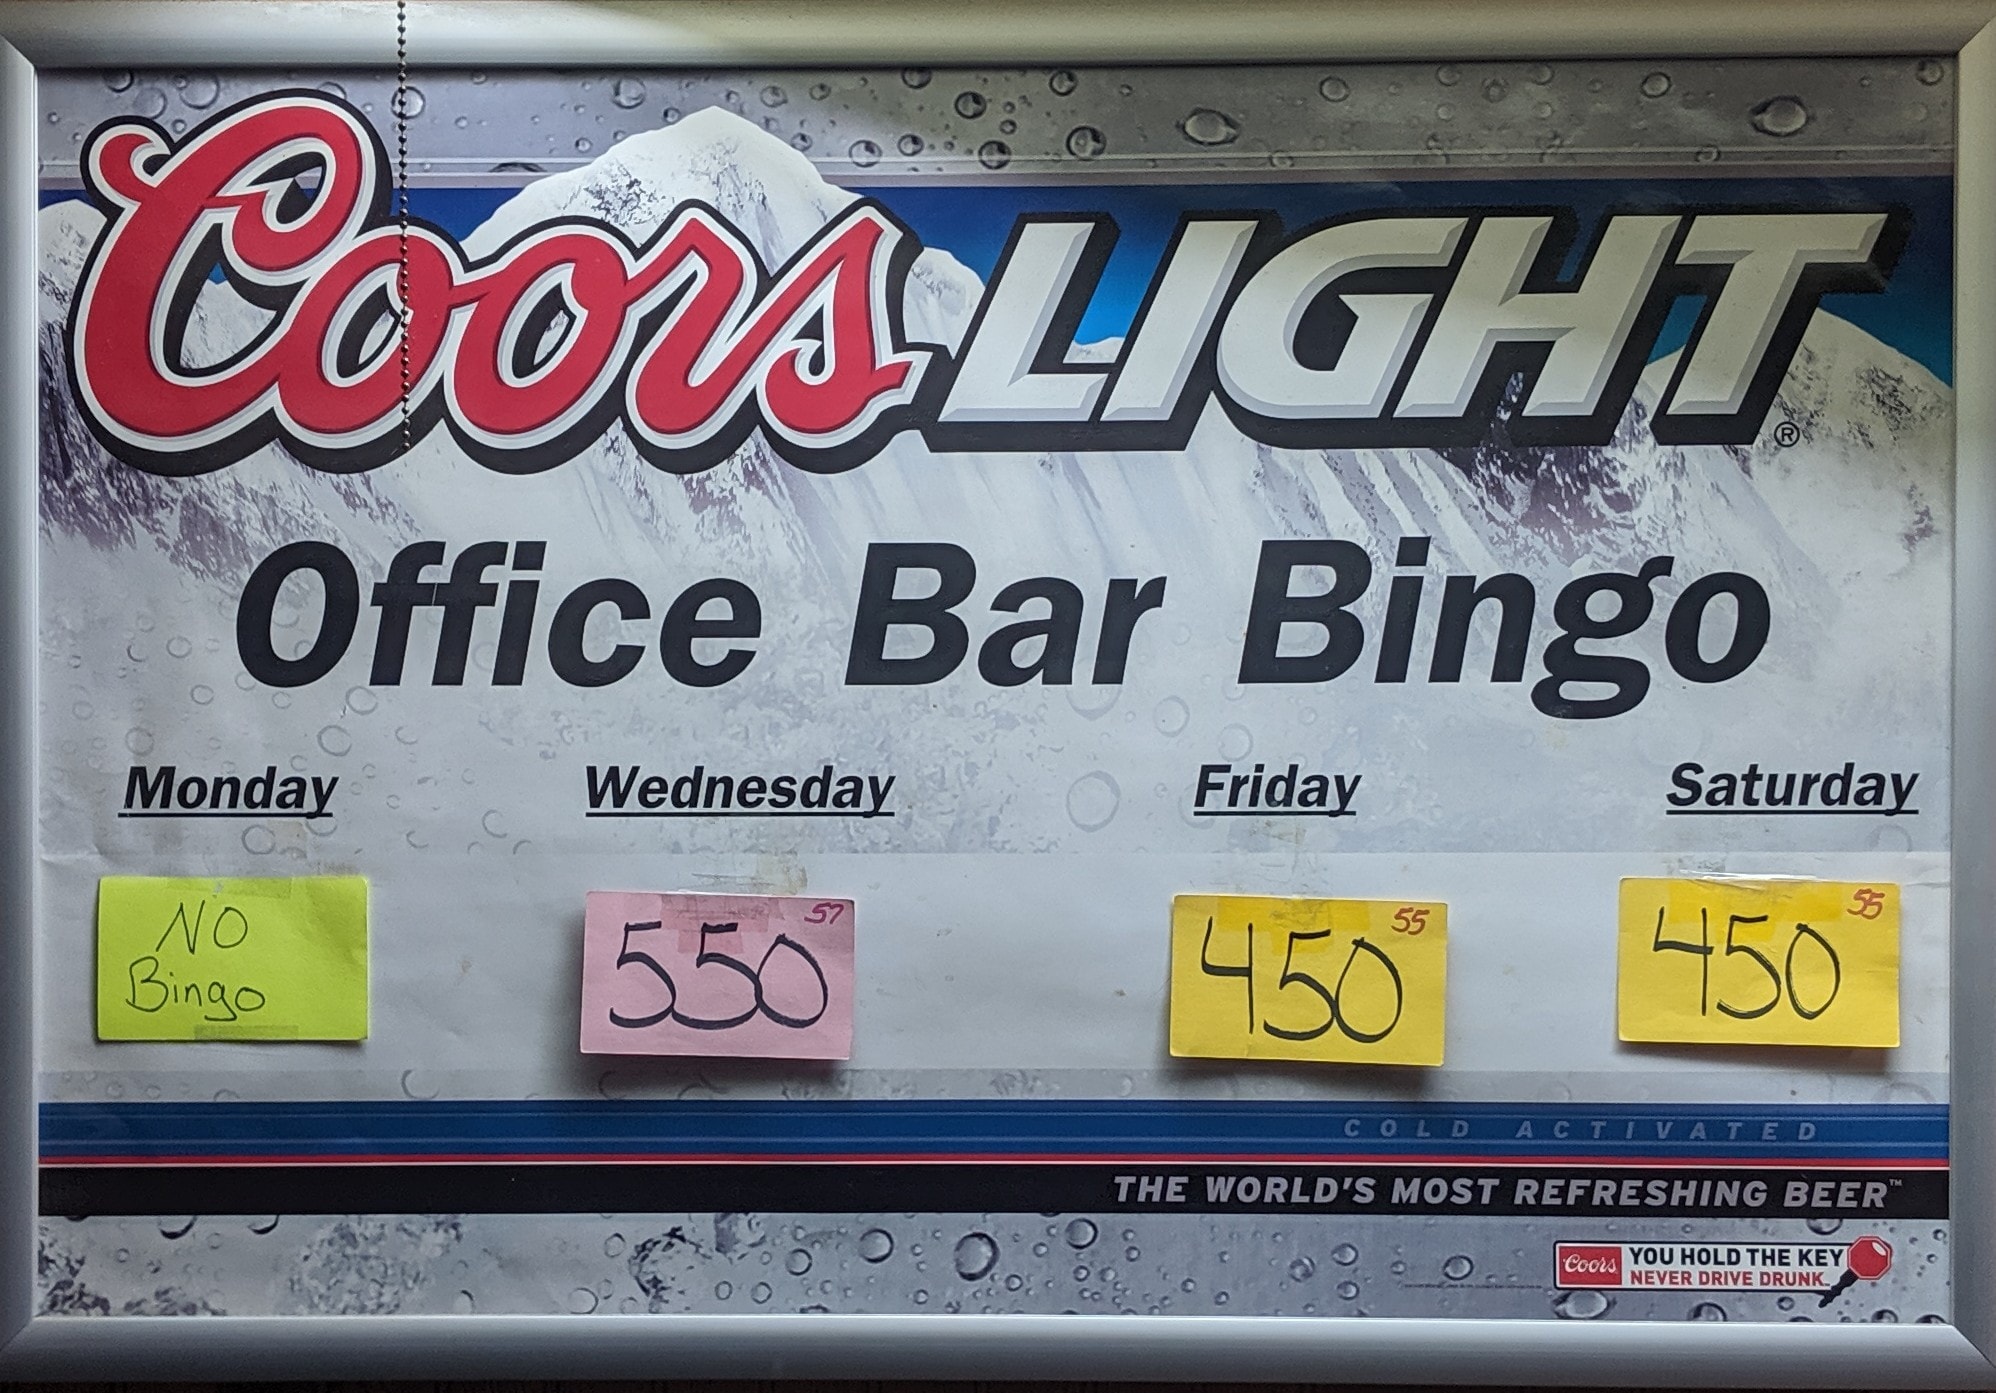 Coors LIGHT®
Office Bar Bingo
Monday Wednesday Friday Saturday
NO
Bingo
57
550
55
450
55
450
COLD ACTIVATED
THE WORLD'S MOST REFRESHING BEER™
Coors YOU HOLD THE KEY
NEVER DRIVE DRUNK™